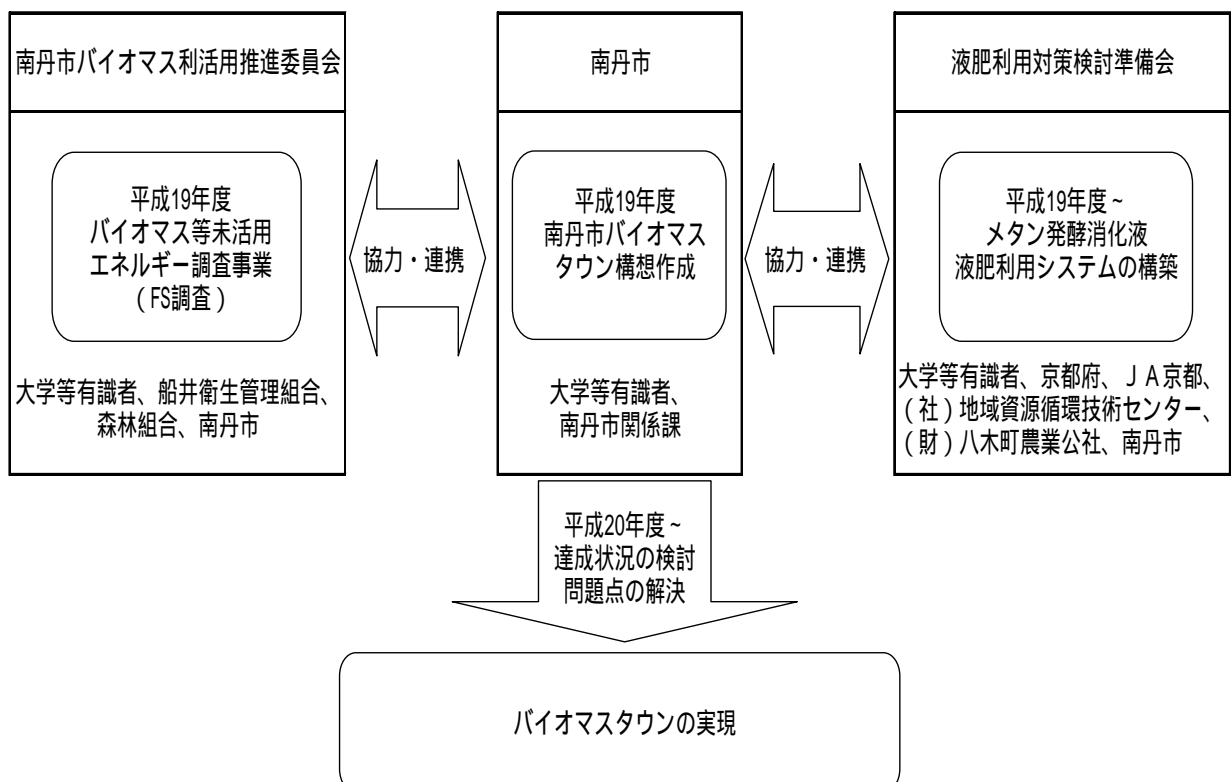 南丹市バイオマス利活用推進委員会
平成19年度
バイオマス等未活用
エネルギー調査事業
(FS調査)
大学等有識者、船井衛生管理組合、
森林組合、南丹市
協力・連携
南丹市
平成19年度
南丹市バイオマス
タウン構想作成
大学等有識者、
南丹市関係課
協力・連携
液肥利用対策検討準備会
平成19年度~
メタン発酵消化液
液肥利用システムの構築
大学等有識者、京都府、JA京都、
(社)地域資源循環技術センター、
(財)八木町農業公社、南丹市
平成20年度~
達成状況の検討
問題点の解決
バイオマスタウンの実現